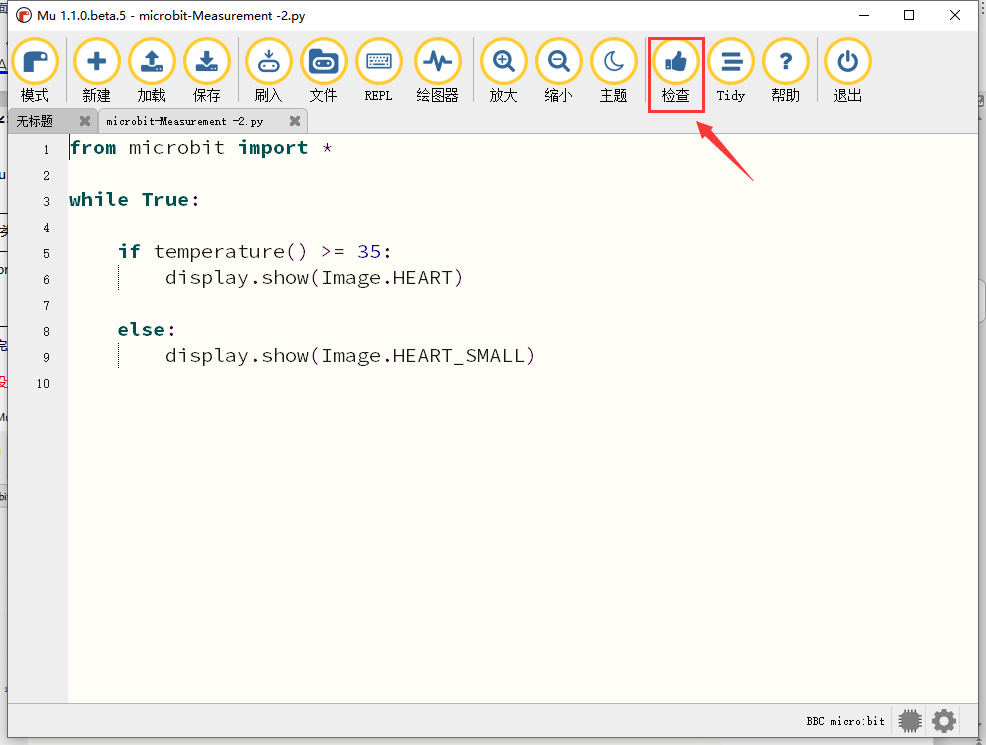 Mu 1.1.0.beta.5 - microbit-Measurement -2.py
模式 新建 加载 保存 刷入 文件 REPL 绘图器 放大 缩小 主题 检查 Tidy 帮助 退出
无标题 microbit-Measurement -2.py
1 from microbit import *
2
3 while True:
4
5 if temperature() >= 35:
6 display.show(Image.HEART)
7
8 else:
9 display.show(Image.HEART_SMALL)
10
BBC micro:bit